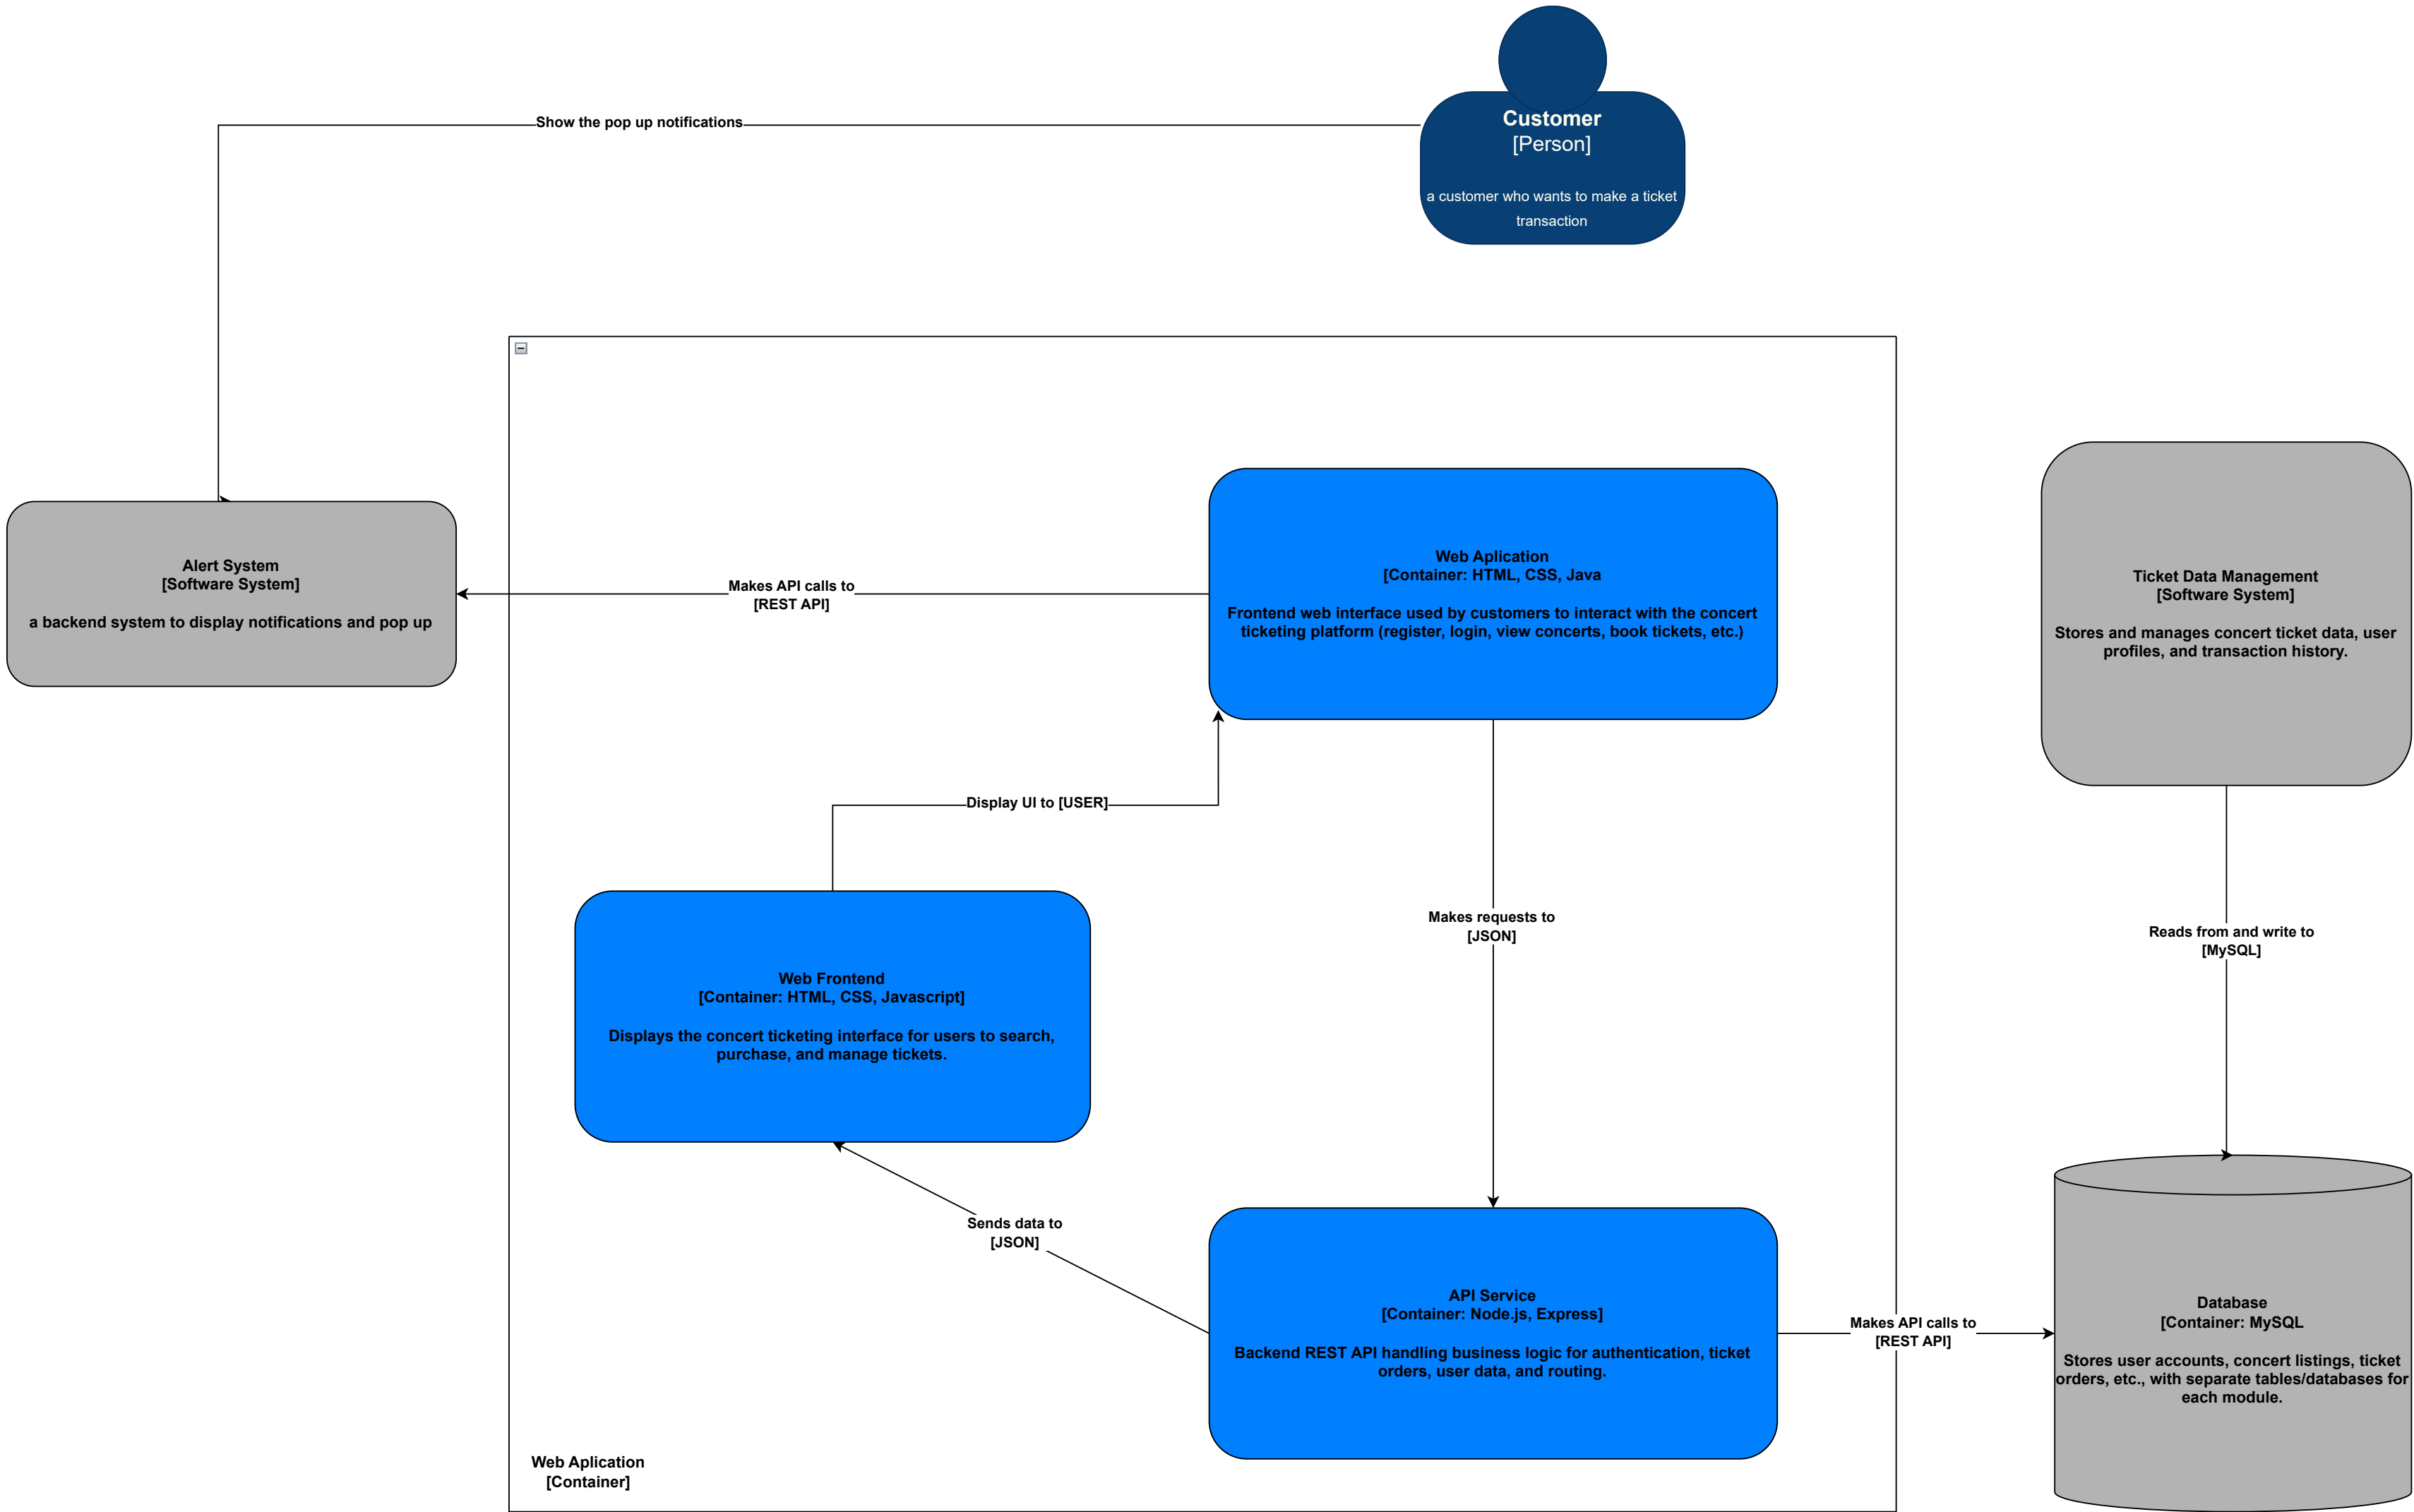 Customer
[Person]
a customer who wants to make a ticket
transaction
Show the pop up notifications
Alert System
[Software System]
a backend system to display notifications and pop up
Makes API calls to
[REST API]
Web Aplication
[Container: HTML, CSS, Java
Frontend web interface used by customers to interact with the concert
ticketing platform (register, login, view concerts, book tickets, etc.)
Ticket Data Management
[Software System]
Stores and manages concert ticket data, user
profiles, and transaction history.
Display UI to [USER]
Makes requests to
[JSON]
Reads from and write to
[MySQL]
Web Frontend
[Container: HTML, CSS, Javascript]
Displays the concert ticketing interface for users to search,
purchase, and manage tickets.
Sends data to
[JSON]
API Service
[Container: Node.js, Express]
Backend REST API handling business logic for authentication, ticket
orders, user data, and routing.
Makes API calls to
[REST API]
Database
[Container: MySQL
Stores user accounts, concert listings, ticket
orders, etc., with separate tables/databases for
each module.
Web Aplication
[Container]